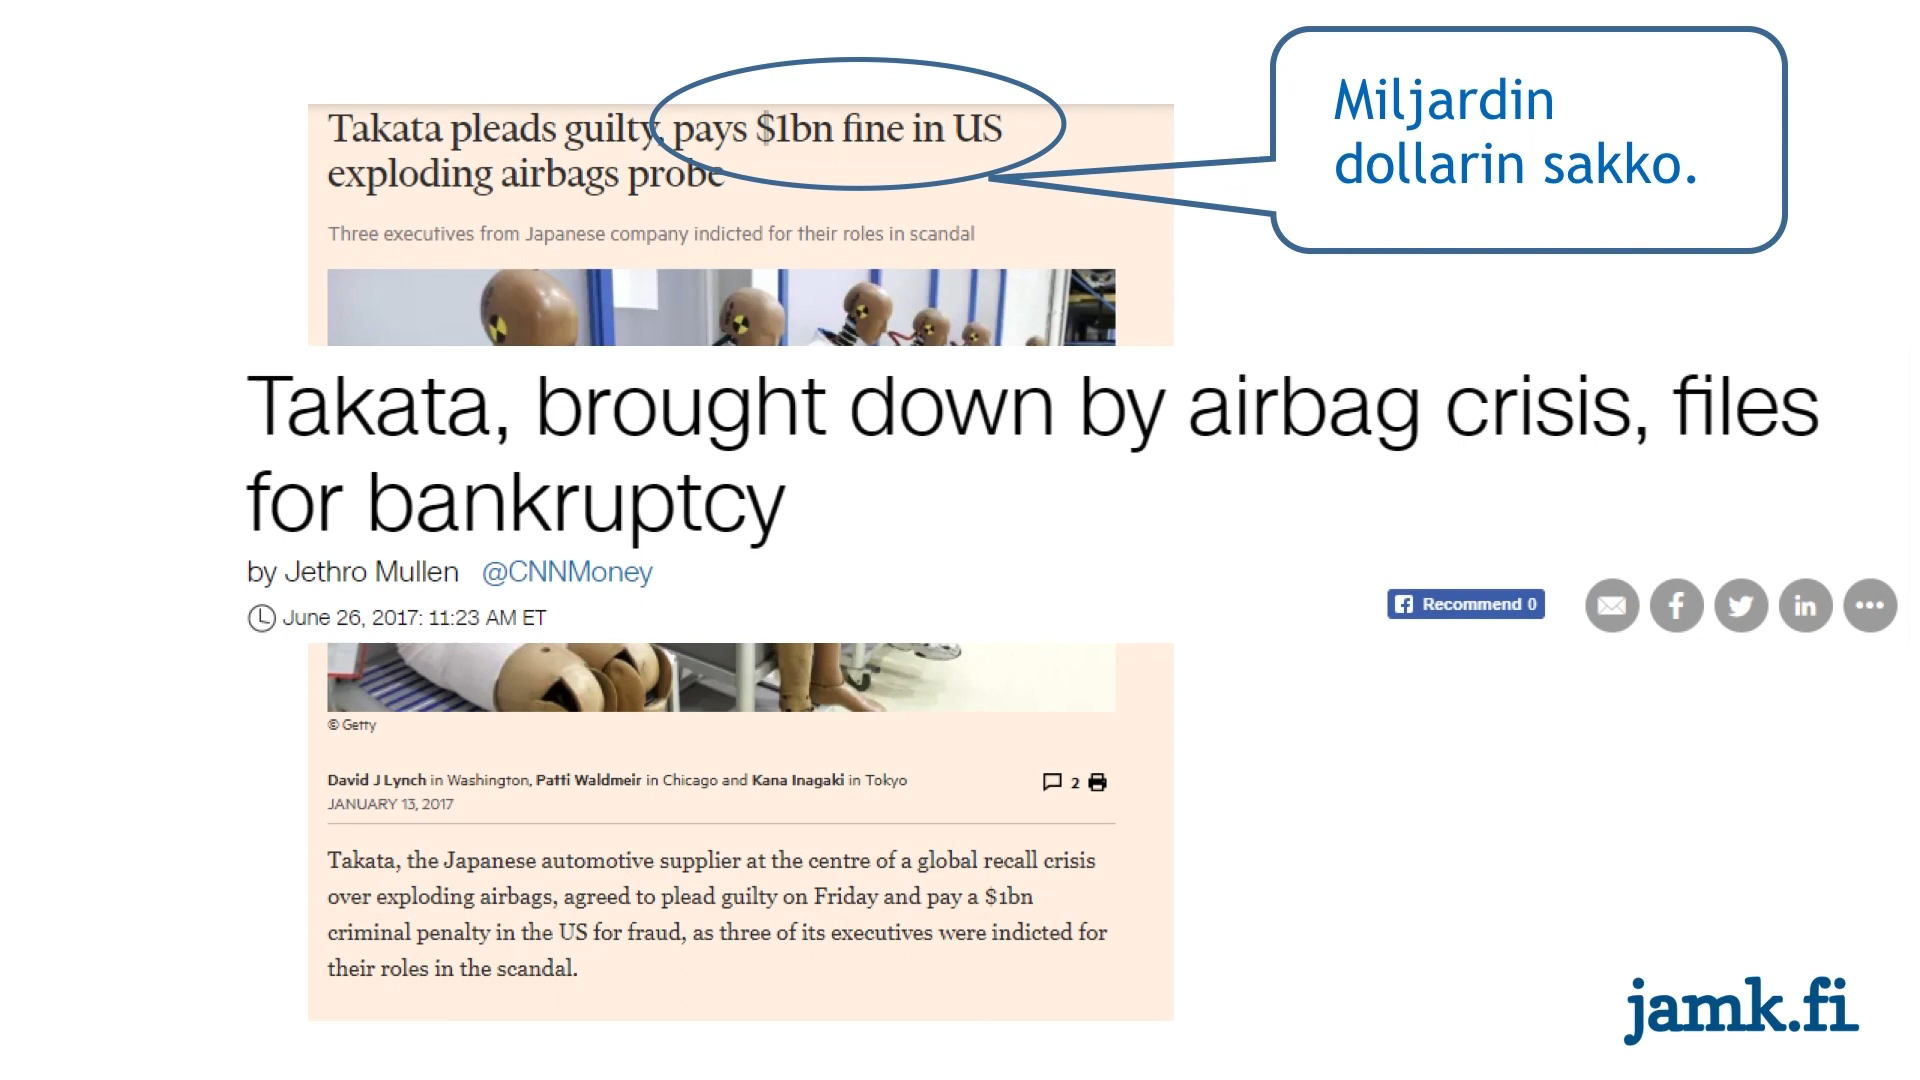 Takata pleads guilty, pays $1bn fine in US
exploding airbags probe
Three executives from Japanese company indicted for their roles in scandal
Miljardin
dollarin sakko.
Takata, brought down by airbag crisis, files
for bankruptcy
by Jethro Mullen @CNNMoney
June 26, 2017: 11:23 AM ET
Recommend 0
© Getty
David J Lynch in Washington, Patti Waldmeir in Chicago and Kana Inagaki in Tokyo
2
JANUARY 13, 2017
Takata, the Japanese automotive supplier at the centre of a global recall crisis
over exploding airbags, agreed to plead guilty on Friday and pay a $1bn
criminal penalty in the US for fraud, as three of its executives were indicted for
their roles in the scandal.
jamk.fi